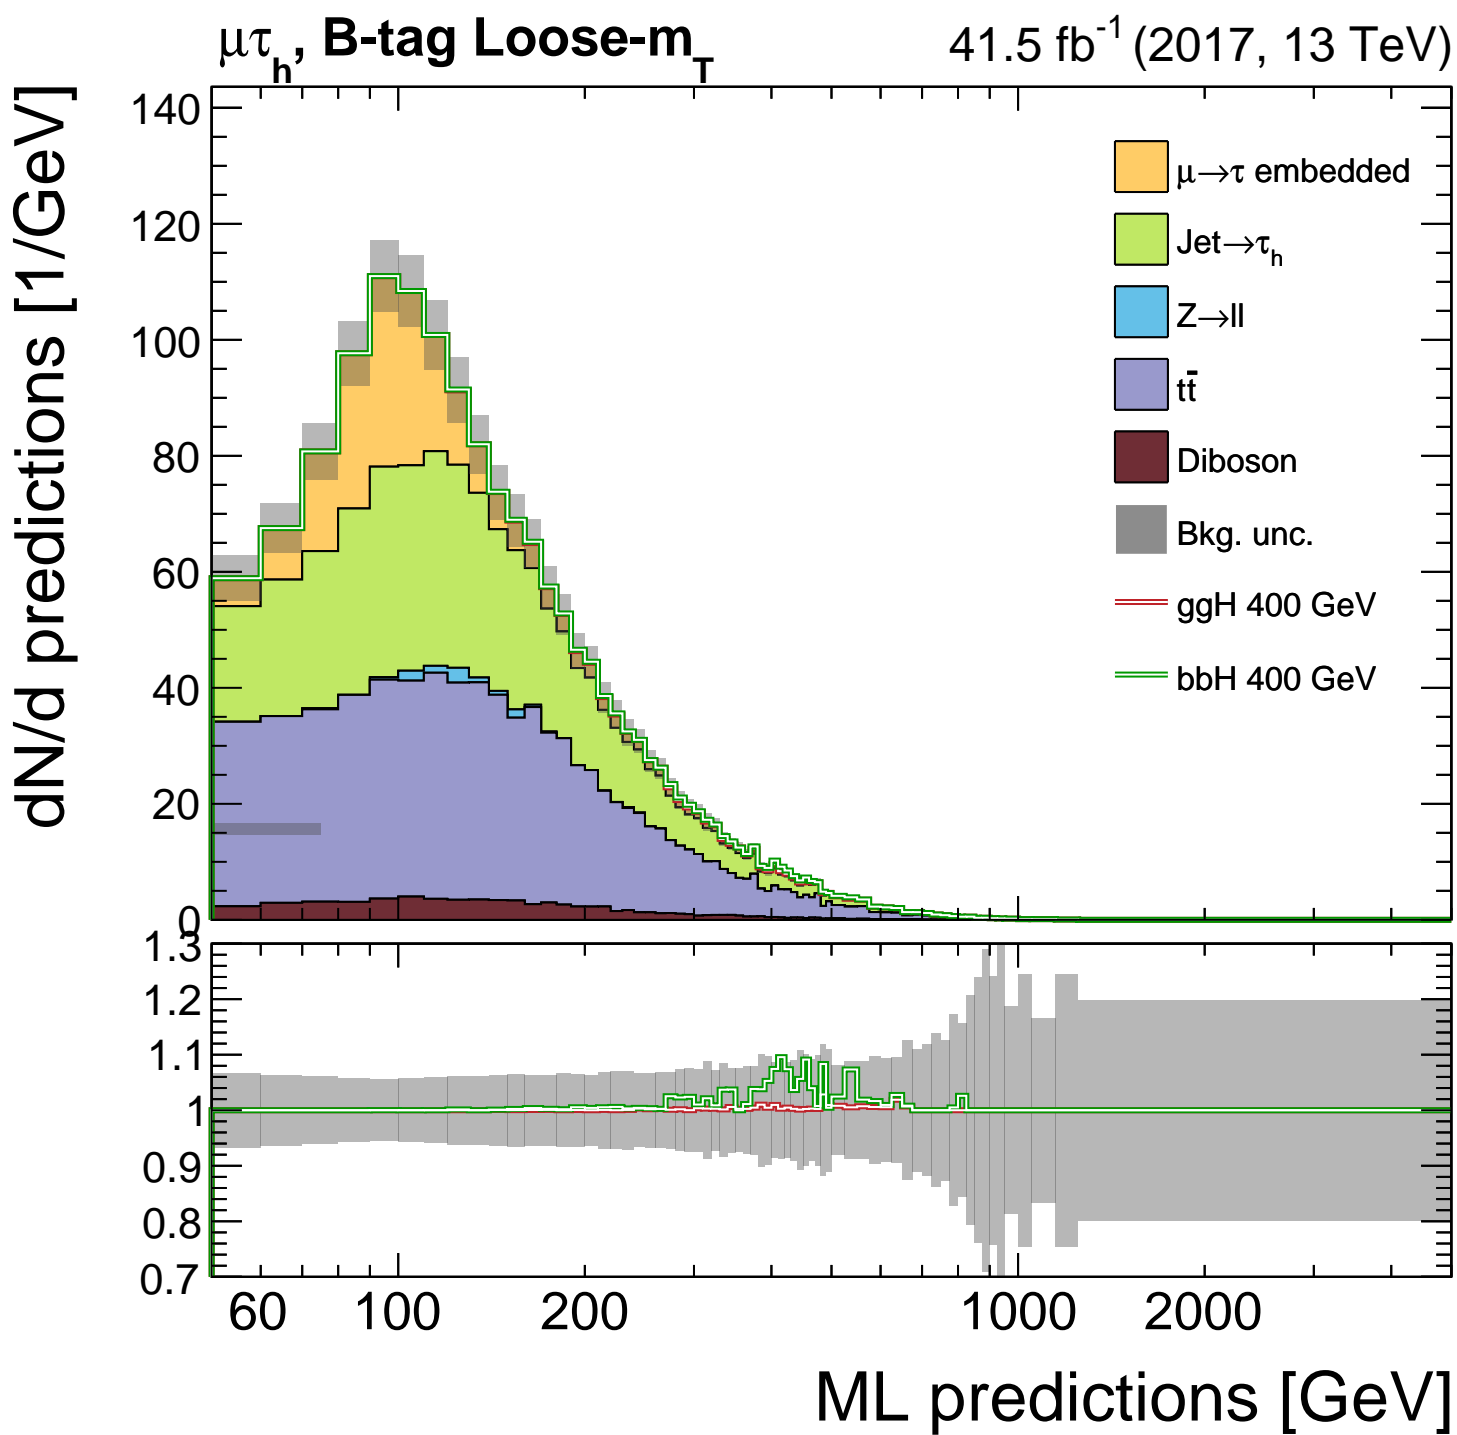 μτh, B-tag Loose-mT
41.5 fb-1 (2017, 13 TeV)
dN/d predictions [1/GeV]
140
120
100
80
60
40
20
0
μ→τ embedded
Jet→τh
Z→ll
tt̄
Diboson
Bkg. unc.
ggH 400 GeV
bbH 400 GeV
1.3
1.2
1.1
1
0.9
0.8
0.7
60 100 200 1000 2000
ML predictions [GeV]